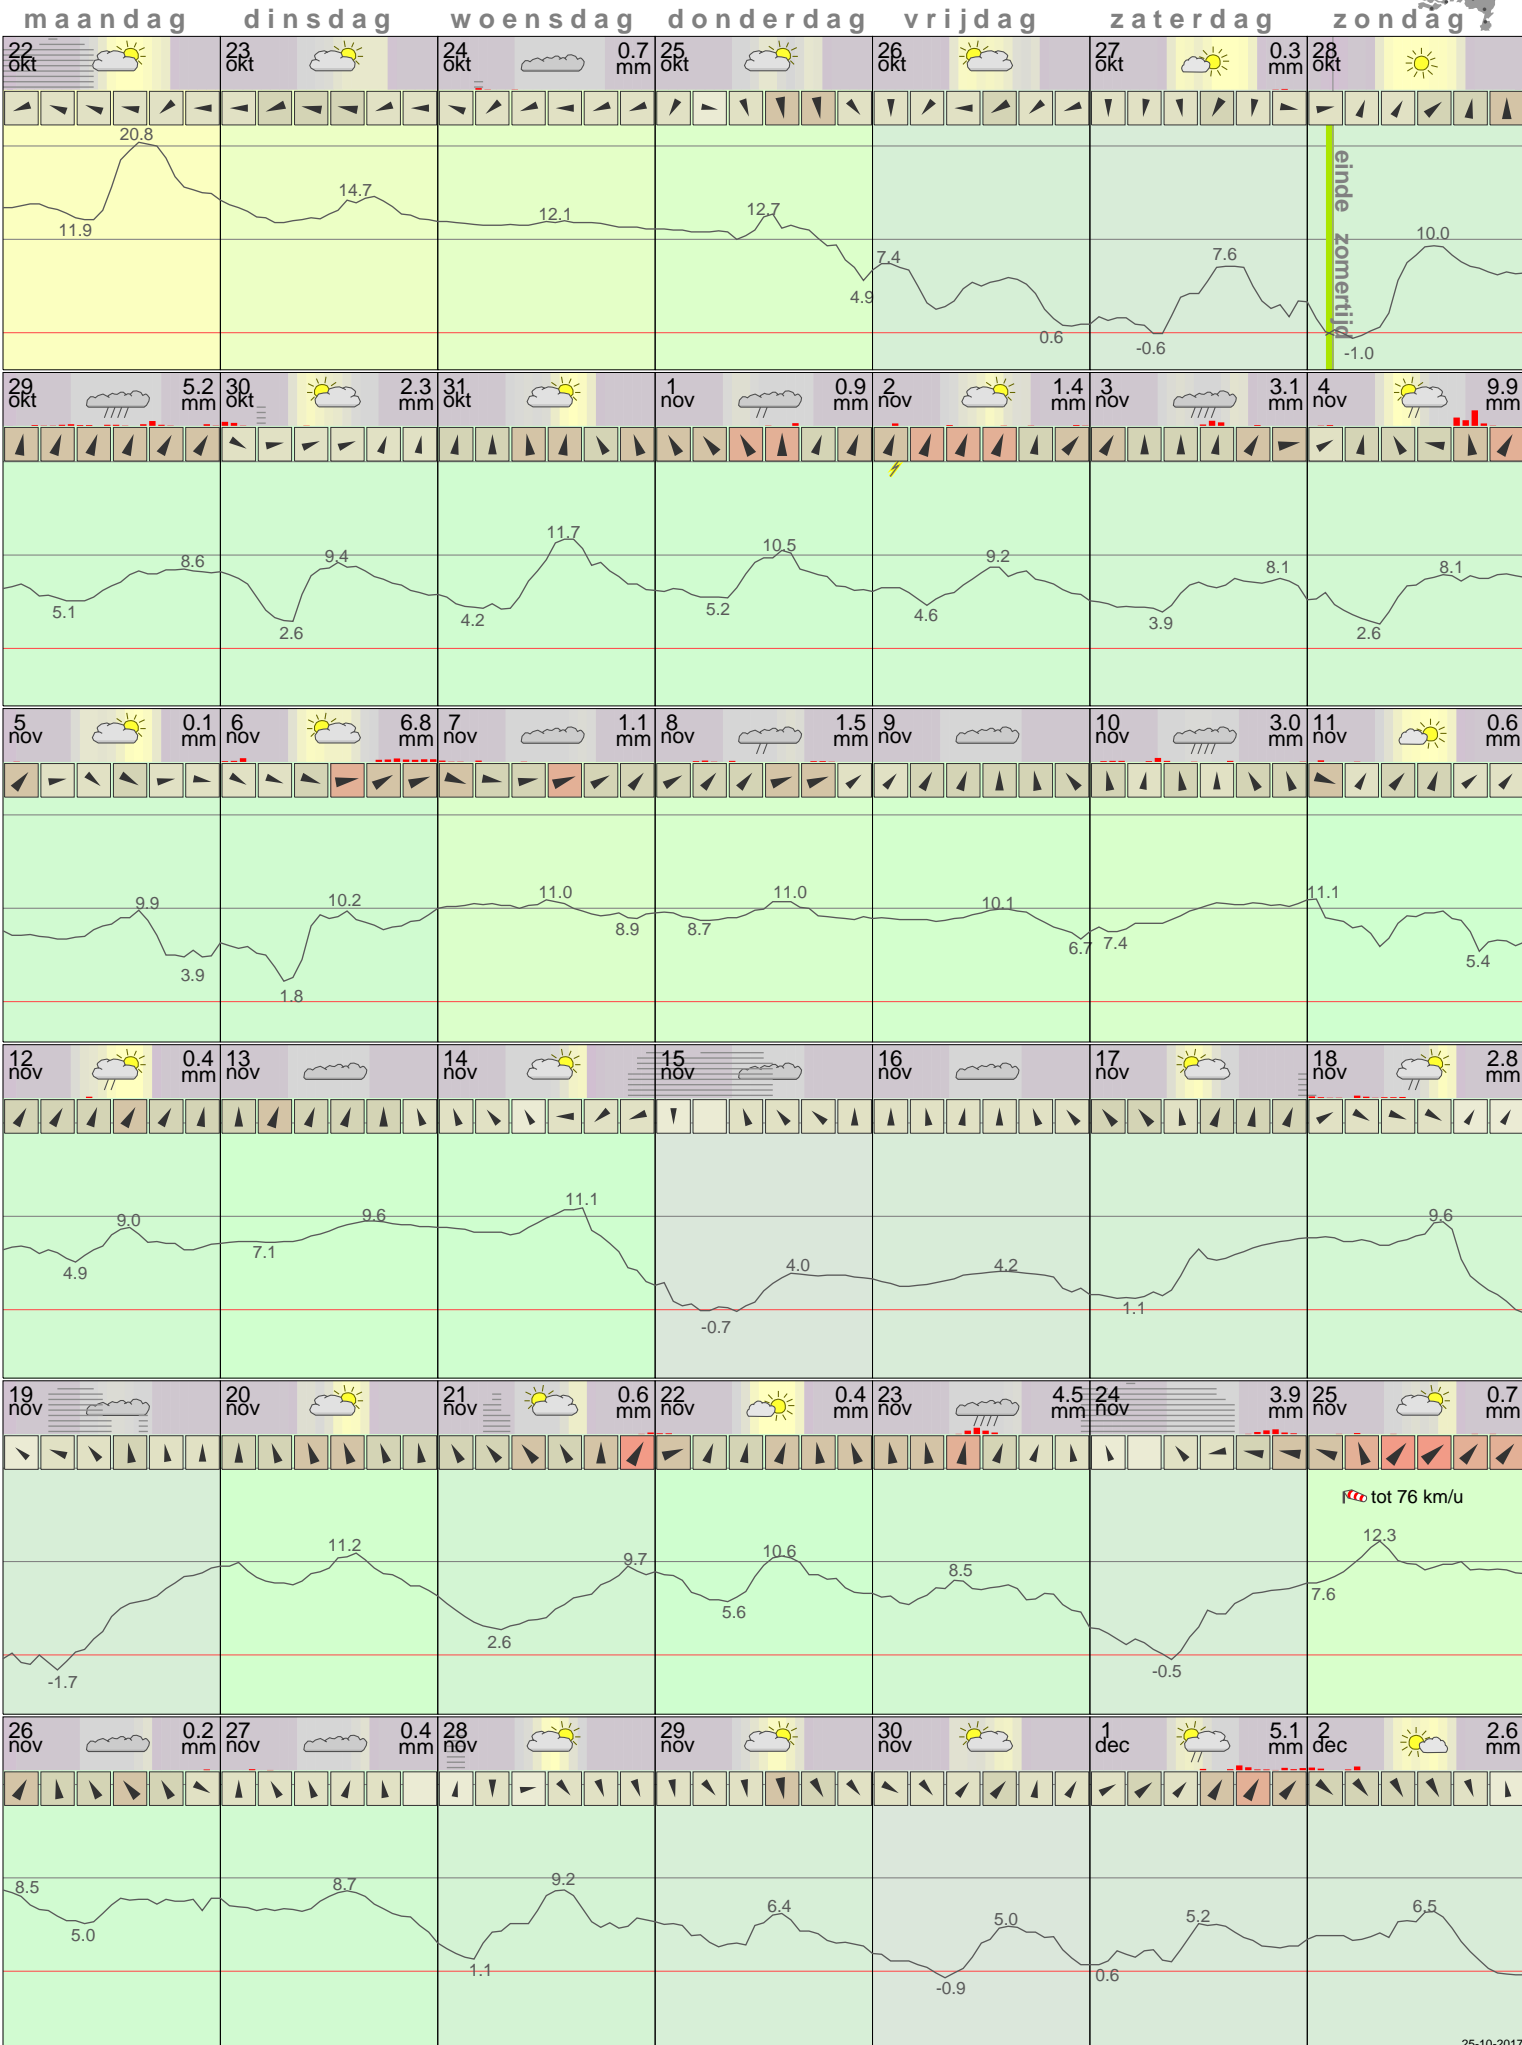 maandag dinsdag woensdag donderdag vrijdag zaterdag zondag
22 okt 23 okt 24 okt 0.7 mm 25 okt 26 okt 27 okt 0.3 mm 28 okt
20.8 11.9 14.7 12.1 12.7 4.9 7.4 0.6 7.6 -0.6 10.0 -1.0
einde zomertijd
29 okt 5.2 mm 30 okt 2.3 mm 31 okt 1 nov 0.9 mm 2 nov 1.4 mm 3 nov 3.1 mm 4 nov 9.9 mm
5.1 8.6 2.6 9.4 4.2 11.7 5.2 10.5 4.6 9.2 3.9 8.1 2.6 8.1
5 nov 0.1 mm 6 nov 6.8 mm 7 nov 1.1 mm 8 nov 1.5 mm 9 nov 10 nov 3.0 mm 11 nov 0.6 mm
9.9 3.9 1.8 10.2 11.0 8.9 8.7 11.0 10.1 6.7 7.4 11.1 5.4
12 nov 0.4 mm 13 nov 14 nov 15 nov 16 nov 17 nov 18 nov 2.8 mm
4.9 9.0 7.1 9.6 11.1 -0.7 4.0 4.2 1.1 9.6
19 nov 20 nov 21 nov 0.6 mm 22 nov 0.4 mm 23 nov 4.5 mm 24 nov 3.9 mm 25 nov 0.7 mm
tot 76 km/u
-1.7 11.2 2.6 9.7 5.6 10.6 8.5 -0.5 7.6 12.3
26 nov 0.2 mm 27 nov 0.4 mm 28 nov 29 nov 30 nov 1 dec 5.1 mm 2 dec 2.6 mm
8.5 5.0 8.7 1.1 9.2 6.4 -0.9 5.0 0.6 5.2 6.5
25-10-2017